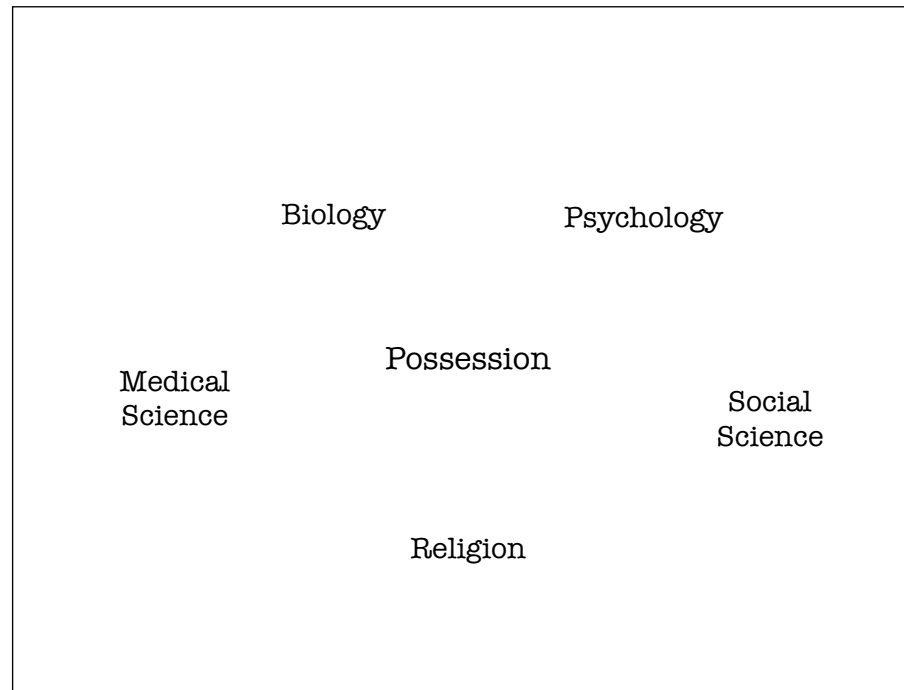 Biology
Psychology
Possession
Medical
Science
Social
Science
Religion